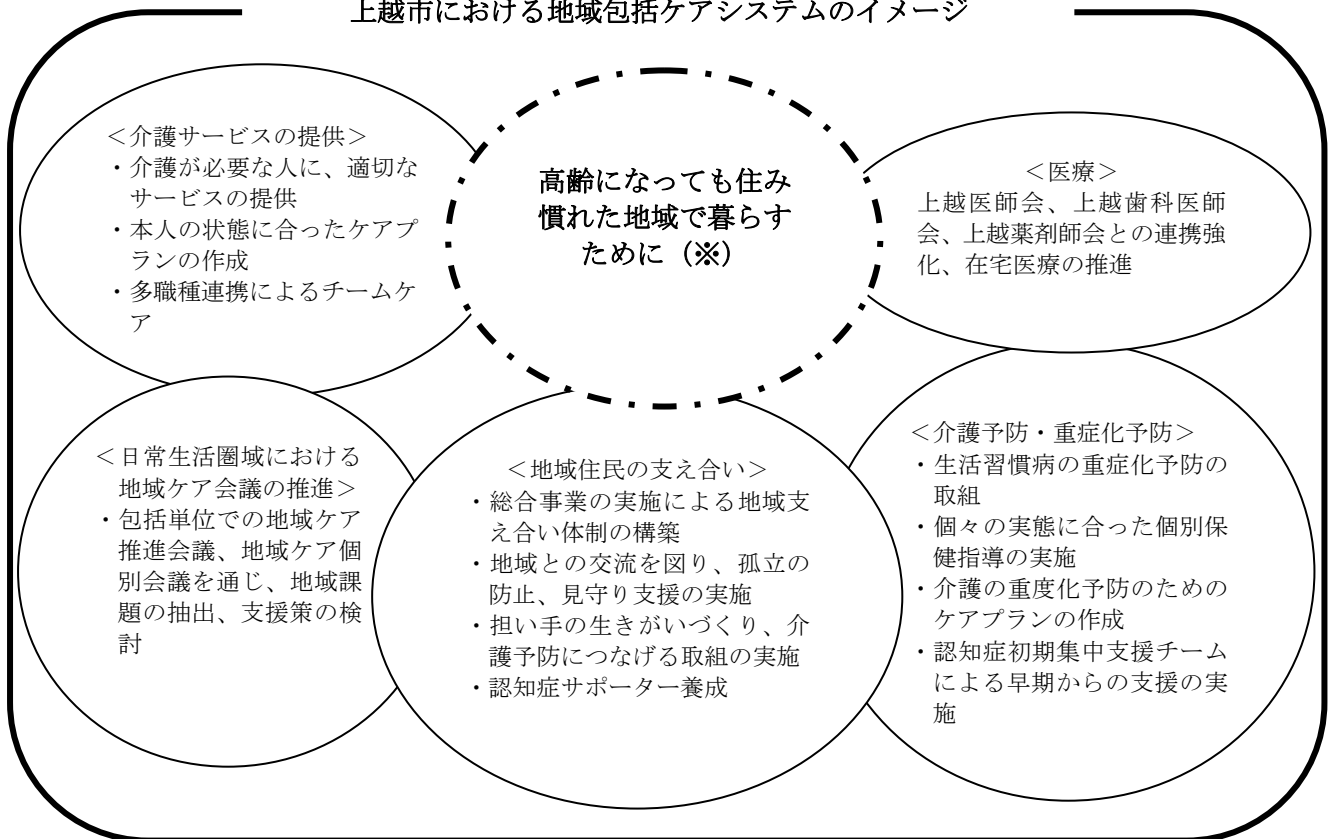 上越市における地域包括ケアシステムのイメージ
＜介護サービスの提供＞
・介護が必要な人に、適切な
サービスの提供
・本人の状態に合ったケアプ
ランの作成
・多職種連携によるチームケ
ア
高齢になっても住み
慣れた地域で暮らす
ために（※）
＜医療＞
上越医師会、上越歯科医師
会、上越薬剤師会との連携強
化、在宅医療の推進
＜日常生活圏域における
地域ケア会議の推進＞
・包括単位での地域ケア
推進会議、地域ケア個
別会議を通じ、地域課
題の抽出、支援策の検
討
＜地域住民の支え合い＞
・総合事業の実施による地域支
え合い体制の構築
・地域との交流を図り、孤立の
防止、見守り支援の実施
・担い手の生きがいづくり、介
護予防につなげる取組の実施
・認知症サポーター養成
＜介護予防・重症化予防＞
・生活習慣病の重症化予防の
取組
・個々の実態に合った個別保
健指導の実施
・介護の重度化予防のための
ケアプランの作成
・認知症初期集中支援チーム
による早期からの支援の実
施